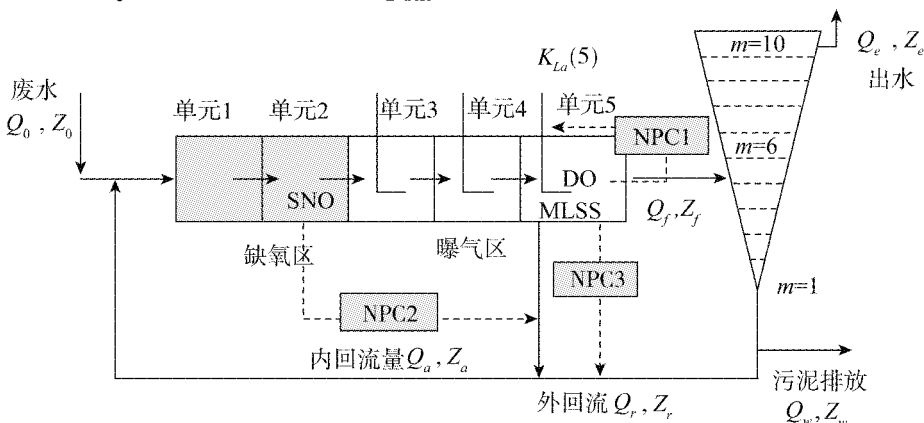 m=10
Q_e , Z_e
出水
K_{La}(5)
废水
Q_0 , Z_0
单元1
单元2
单元3
单元4
单元5
NPC1
m=6
SNO
DO
MLSS
Q_f,Z_f
缺氧区
曝气区
NPC3
m=1
NPC2
内回流量Q_a , Z_a
外回流 Q_r , Z_r
污泥排放
Q_w,Z_w